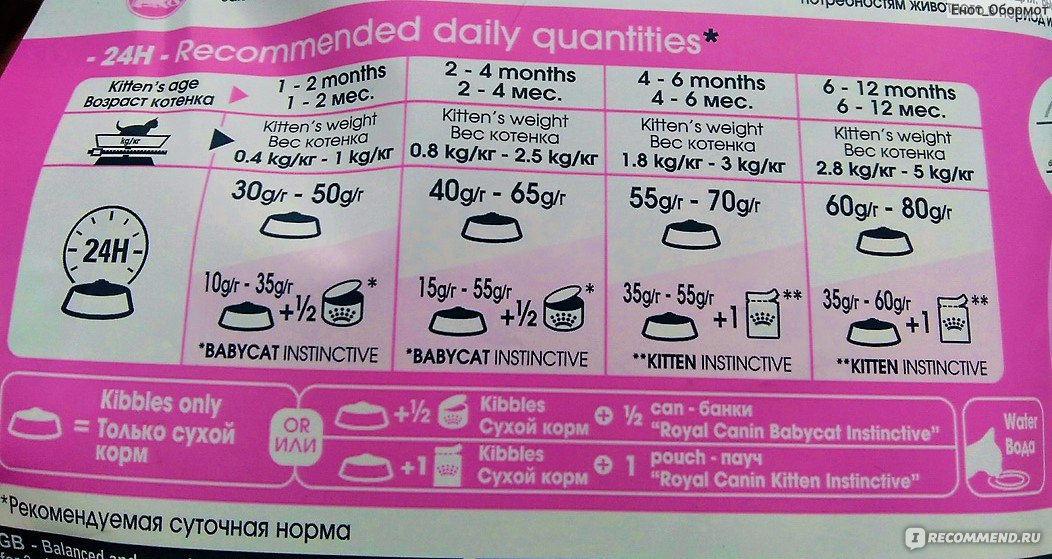 потребностям
Енот_Обормот
- 24H - Recommended daily quantities*
Kitten's age
Возраст котенка
1 - 2 months
1 - 2 мес.
2 - 4 months
2 - 4 мес.
4 - 6 months
4 - 6 мес.
6 - 12 months
6 - 12 мес.
kg/кг
Kitten's weight
Вес котенка
0.4 kg/кг - 1 kg/кг
Kitten's weight
Вес котенка
0.8 kg/кг - 2.5 kg/кг
Kitten's weight
Вес котенка
1.8 kg/кг - 3 kg/кг
Kitten's weight
Вес котенка
2.8 kg/кг - 5 kg/кг
24H
30g/г - 50g/г
40g/г - 65g/г
55g/г - 70g/г
60g/г - 80g/г
10g/г - 35g/г
+½ *
*BABYCAT INSTINCTIVE
15g/г - 55g/г
+½ *
*BABYCAT INSTINCTIVE
35g/г - 55g/г
+1 **
**KITTEN INSTINCTIVE
35g/г - 60g/г
+1 **
**KITTEN INSTINCTIVE
Kibbles only
= Только сухой
корм
OR
ИЛИ
+½ Kibbles + ½ can - банки
Сухой корм "Royal Canin Babycat Instinctive"
+1 Kibbles + 1 pouch - пауч
Сухой корм "Royal Canin Kitten Instinctive"
Water
Вода
*Рекомендуемая суточная норма
GB - Balanced and
IRECOMMEND.RU